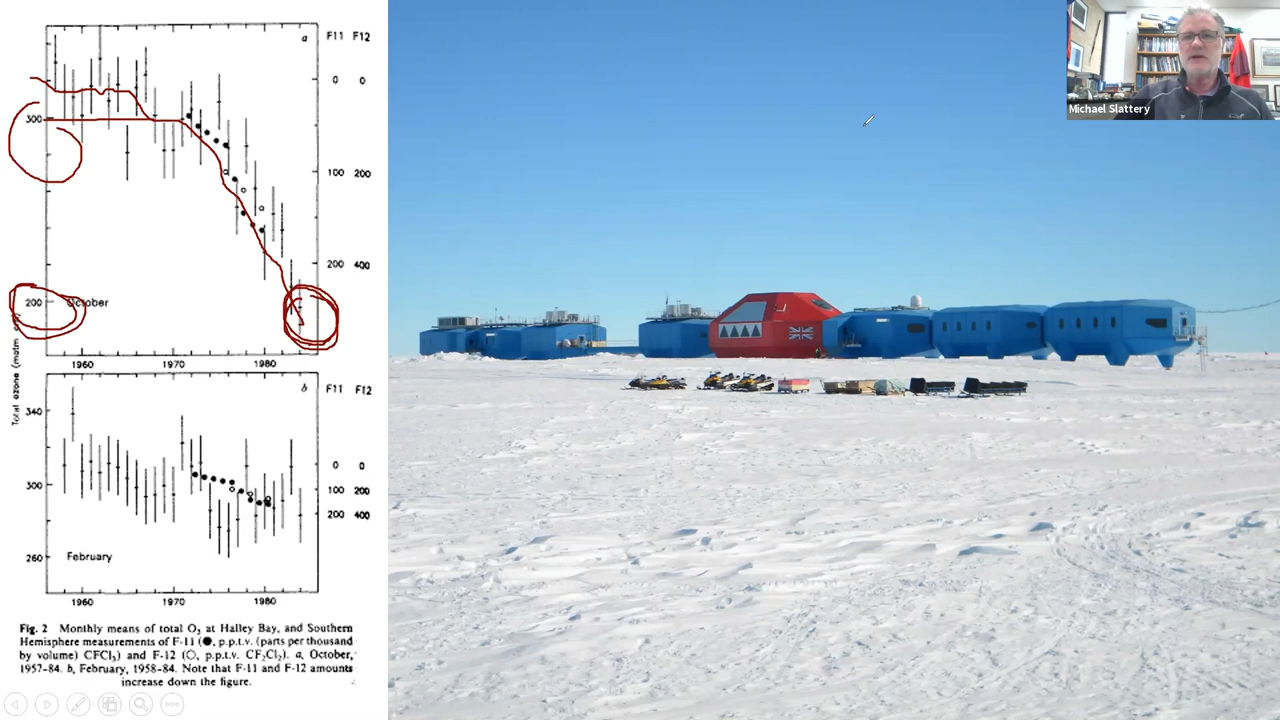 a
F11 F12
0 0
300
100 200
200 400
200
October
1960 1970 1980
b
F11 F12
340
0 0
300
100 200
200 400
260
February
1960 1970 1980
Total ozone (matm cm)
Fig. 2 Monthly means of total O3 at Halley Bay, and Southern
Hemisphere measurements of F-11 (●, p.p.t.v. (parts per thousand
by volume) CFCl3) and F-12 (○, p.p.t.v. CF2Cl2). a, October,
1957-84. b, February, 1958-84. Note that F-11 and F-12 amounts
increase down the figure.
Michael Slattery